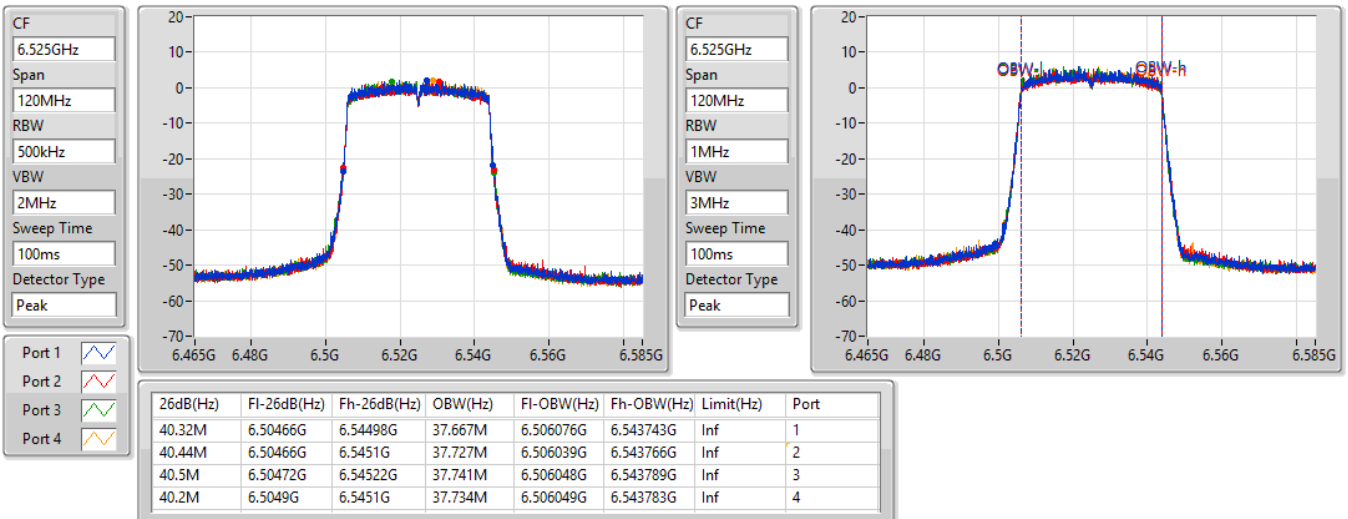 CF
6.525GHz
Span
120MHz
RBW
500kHz
VBW
2MHz
Sweep Time
100ms
Detector Type
Peak
20
10
0
-10
-20
-30
-40
-50
-60
-70
6.465G 6.48G 6.5G 6.52G 6.54G 6.56G 6.585G
CF
6.525GHz
Span
120MHz
RBW
1MHz
VBW
3MHz
Sweep Time
100ms
Detector Type
Peak
20
10
0
-10
-20
-30
-40
-50
-60
-70
OBW-l OBW-h
6.465G 6.48G 6.5G 6.52G 6.54G 6.56G 6.585G
Port 1
Port 2
Port 3
Port 4
26dB(Hz) Fl-26dB(Hz) Fh-26dB(Hz) OBW(Hz) Fl-OBW(Hz) Fh-OBW(Hz) Limit(Hz) Port
40.32M 6.50466G 6.54498G 37.667M 6.506076G 6.543743G Inf 1
40.44M 6.50466G 6.5451G 37.727M 6.506039G 6.543766G Inf 2
40.5M 6.50472G 6.54522G 37.741M 6.506048G 6.543789G Inf 3
40.2M 6.5049G 6.5451G 37.734M 6.506049G 6.543783G Inf 4